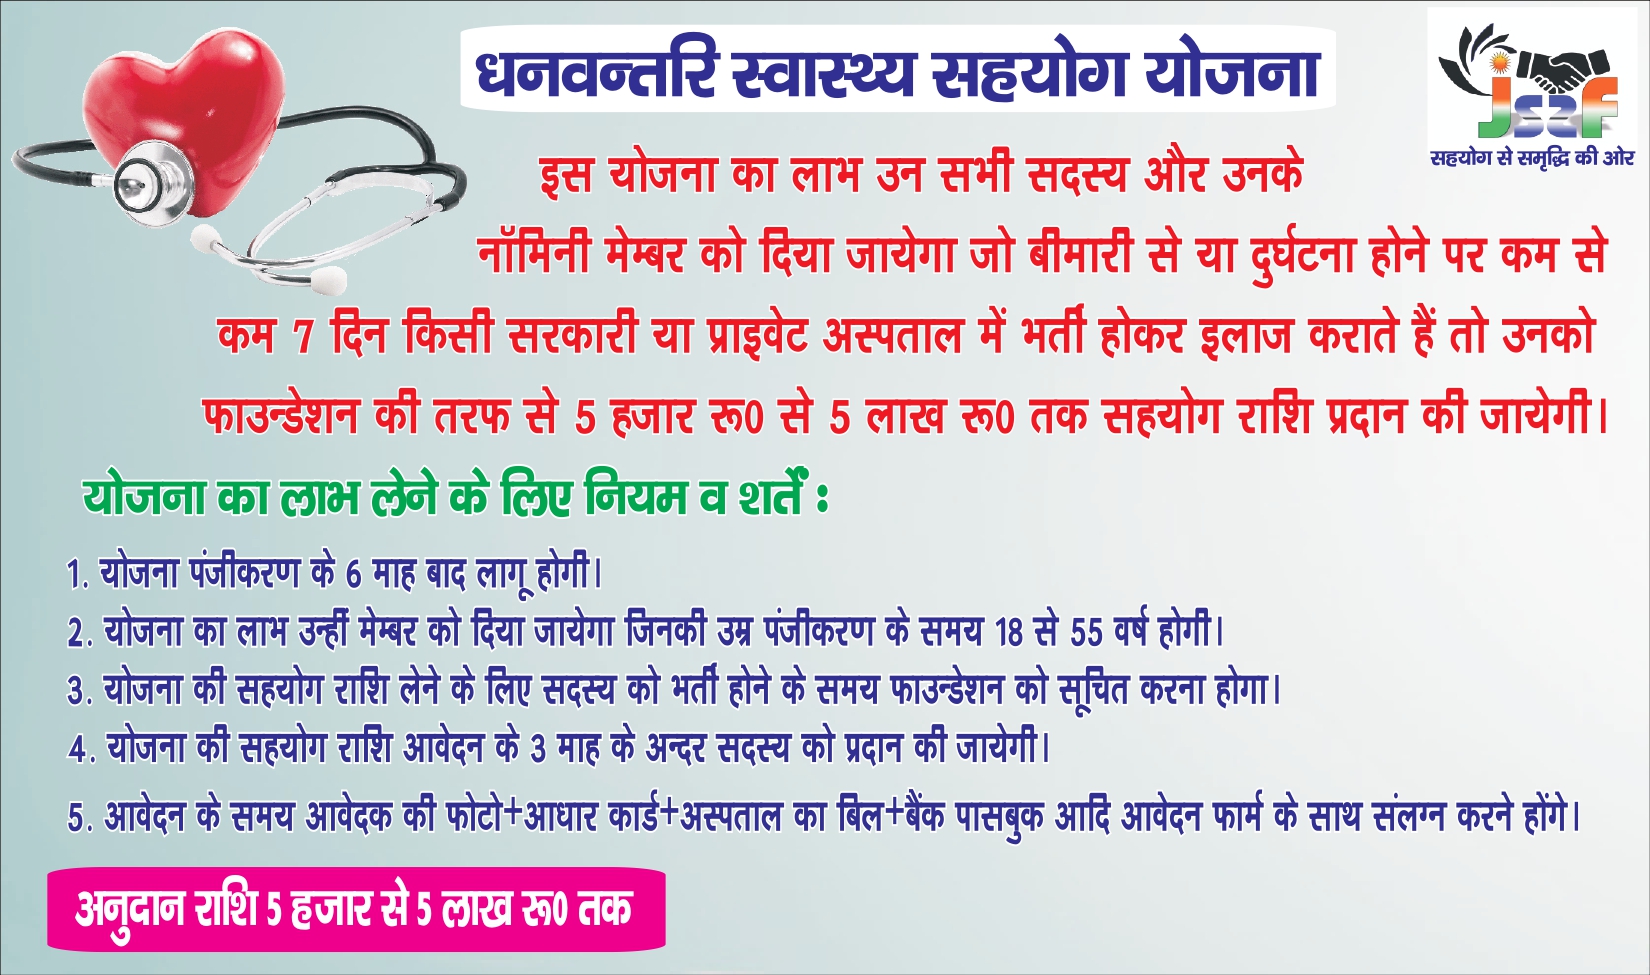 धनवन्तरि स्वास्थ्य सहयोग योजना
jssf
सहयोग से समृद्धि की ओर
इस योजना का लाभ उन सभी सदस्य और उनके
नॉमिनी मेम्बर को दिया जायेगा जो बीमारी से या दुर्घटना होने पर कम से
कम 7 दिन किसी सरकारी या प्राइवेट अस्पताल में भर्ती होकर इलाज कराते हैं तो उनको
फाउन्डेशन की तरफ से 5 हजार रू0 से 5 लाख रू0 तक सहयोग राशि प्रदान की जायेगी।
योजना का लाभ लेने के लिए नियम व शर्तें :
1. योजना पंजीकरण के 6 माह बाद लागू होगी।
2. योजना का लाभ उन्हीं मेम्बर को दिया जायेगा जिनकी उम्र पंजीकरण के समय 18 से 55 वर्ष होगी।
3. योजना की सहयोग राशि लेने के लिए सदस्य को भर्ती होने के समय फाउन्डेशन को सूचित करना होगा।
4. योजना की सहयोग राशि आवेदन के 3 माह के अन्दर सदस्य को प्रदान की जायेगी।
5. आवेदन के समय आवेदक की फोटो+आधार कार्ड+अस्पताल का बिल+बैंक पासबुक आदि आवेदन फार्म के साथ संलग्न करने होंगे।
अनुदान राशि 5 हजार से 5 लाख रू0 तक